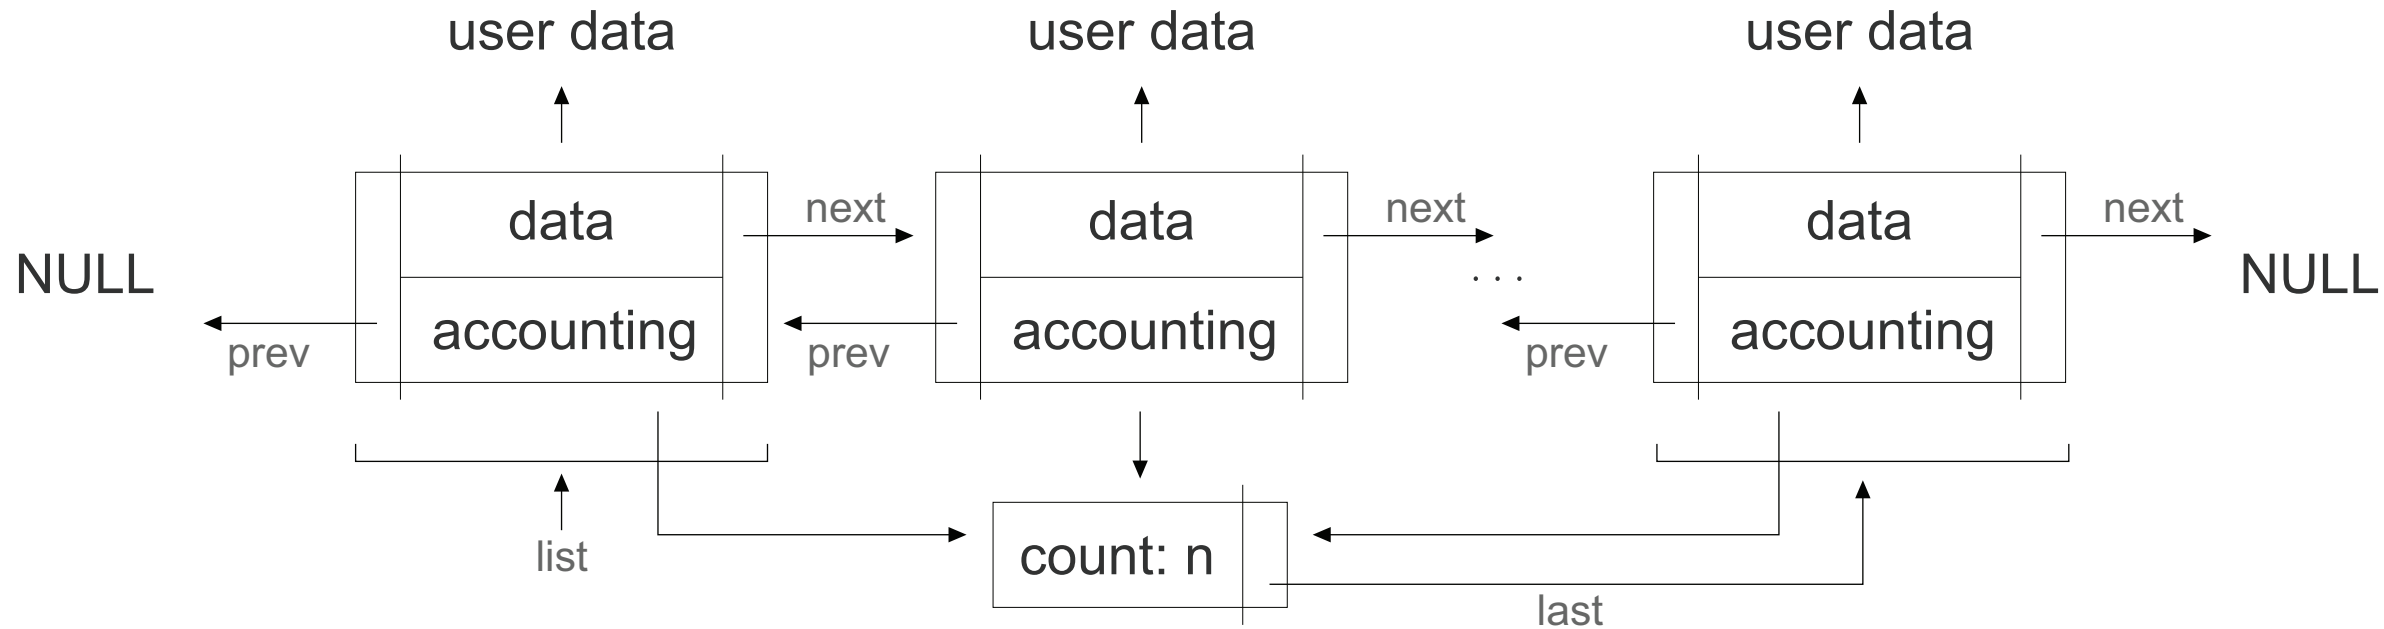 user data user data user data
data next data next data next
NULL . . . NULL
accounting accounting accounting
prev prev prev
list count: n
last